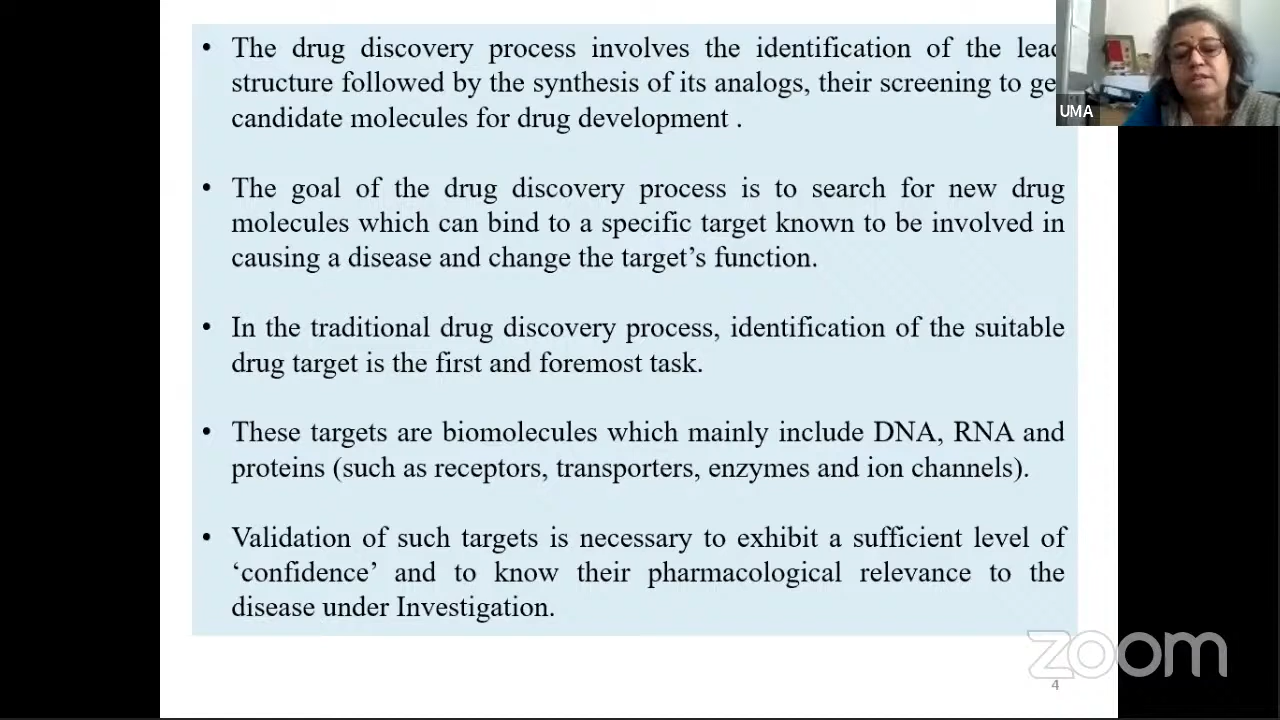 • The drug discovery process involves the identification of the
structure followed by the synthesis of its analogs, their screening to
candidate molecules for drug development .
• The goal of the drug discovery process is to search for new drug
molecules which can bind to a specific target known to be involved in
causing a disease and change the target’s function.
• In the traditional drug discovery process, identification of the suitable
drug target is the first and foremost task.
• These targets are biomolecules which mainly include DNA, RNA and
proteins (such as receptors, transporters, enzymes and ion channels).
• Validation of such targets is necessary to exhibit a sufficient level of
‘confidence’ and to know their pharmacological relevance to the
disease under Investigation.
UMA
zoom
4